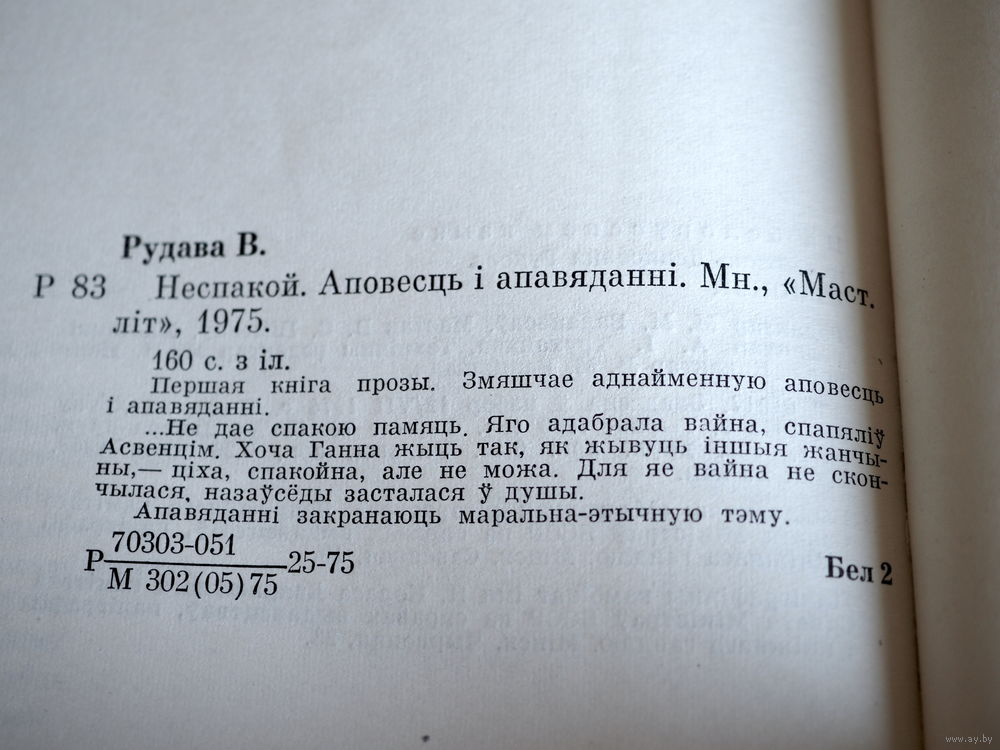 Рудава В.
Р 83 Неспакой. Аповесць і апавяданні. Мн., «Маст.
літ», 1975.
160 с. з іл.
Першая кніга прозы. Змяшчае аднайменную аповесць
і апавяданні.
...Не дае спакою памяць. Яго адабрала вайна, спапяліў
Асвенцім. Хоча Ганна жыць так, як жывуць іншыя жанчы-
ны,— ціха, спакойна, але не можа. Для яе вайна не скон-
чылася, назаўсёды засталася ў душы.
Апавяданні закранаюць маральна-этычную тэму.
70303-051
Р 25-75
М 302(05)75
Бел 2
www.ay.by